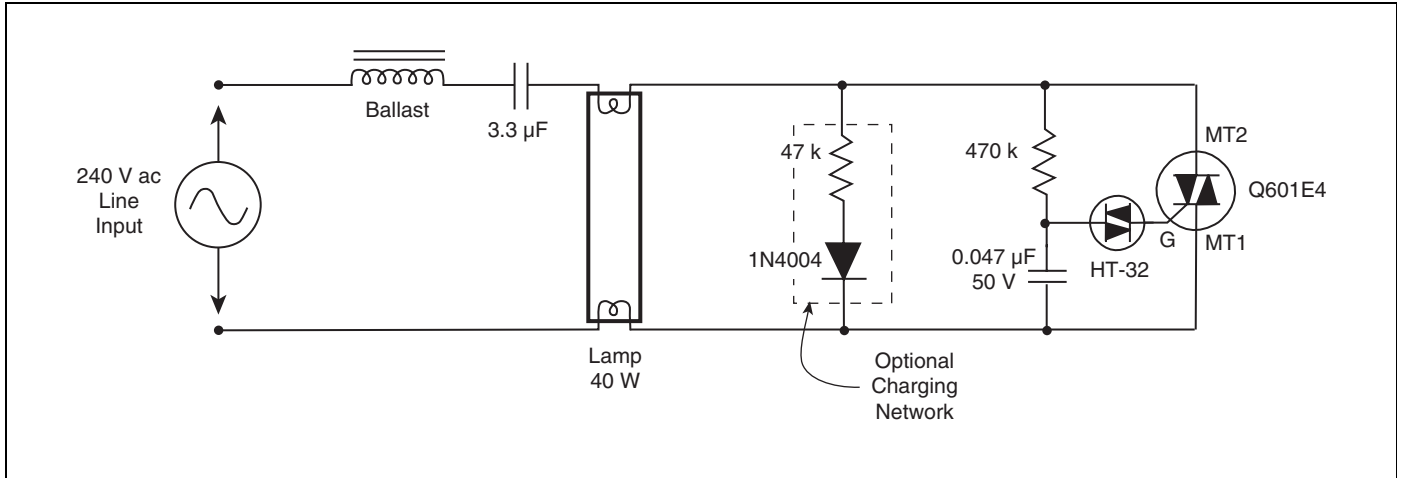 Ballast
3.3 µF
240 V ac
Line
Input
Lamp
40 W
47 k
1N4004
Optional
Charging
Network
470 k
0.047 µF
50 V
HT-32
G
MT2
Q601E4
MT1